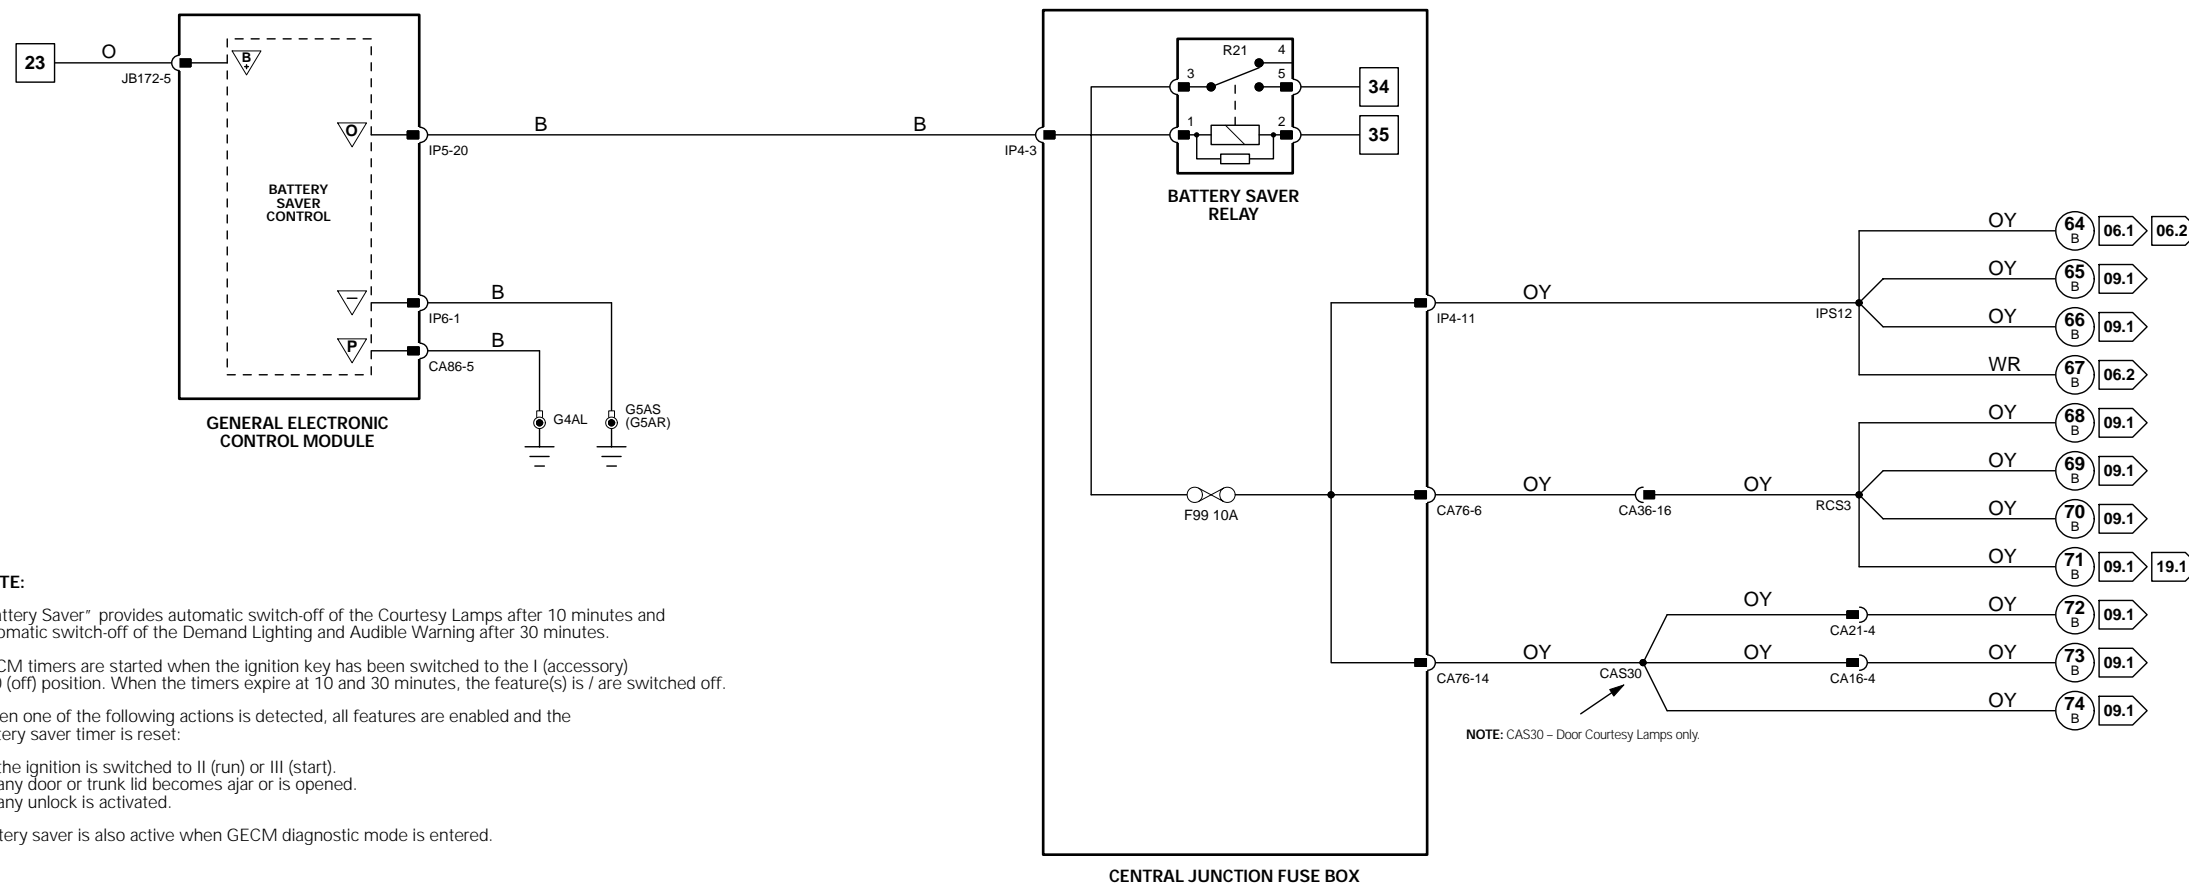 23
O
JB172-5
B
+
O
BATTERY
SAVER
CONTROL
–
P
B
B
IP5-20
IP4-3
B
IP6-1
B
CA86-5
G4AL
G5AS
(G5AR)
GENERAL ELECTRONIC
CONTROL MODULE
R21
4
3
5
1
2
34
35
BATTERY SAVER
RELAY
F99 10A
IP4-11
OY
IPS12
CA76-6
OY
CA36-16
OY
RCS3
CA76-14
OY
CAS30
OY
CA21-4
OY
CA16-4
NOTE: CAS30 – Door Courtesy Lamps only.
OY 64 B 06.1 06.2
OY 65 B 09.1
OY 66 B 09.1
WR 67 B 06.2
OY 68 B 09.1
OY 69 B 09.1
OY 70 B 09.1
OY 71 B 09.1 19.1
OY 72 B 09.1
OY 73 B 09.1
OY 74 B 09.1
CENTRAL JUNCTION FUSE BOX
TE:
ttery Saver" provides automatic switch-off of the Courtesy Lamps after 10 minutes and
omatic switch-off of the Demand Lighting and Audible Warning after 30 minutes.
CM timers are started when the ignition key has been switched to the I (accessory)
0 (off) position. When the timers expire at 10 and 30 minutes, the feature(s) is / are switched off.
en one of the following actions is detected, all features are enabled and the
tery saver timer is reset:
the ignition is switched to II (run) or III (start).
any door or trunk lid becomes ajar or is opened.
any unlock is activated.
tery saver is also active when GECM diagnostic mode is entered.